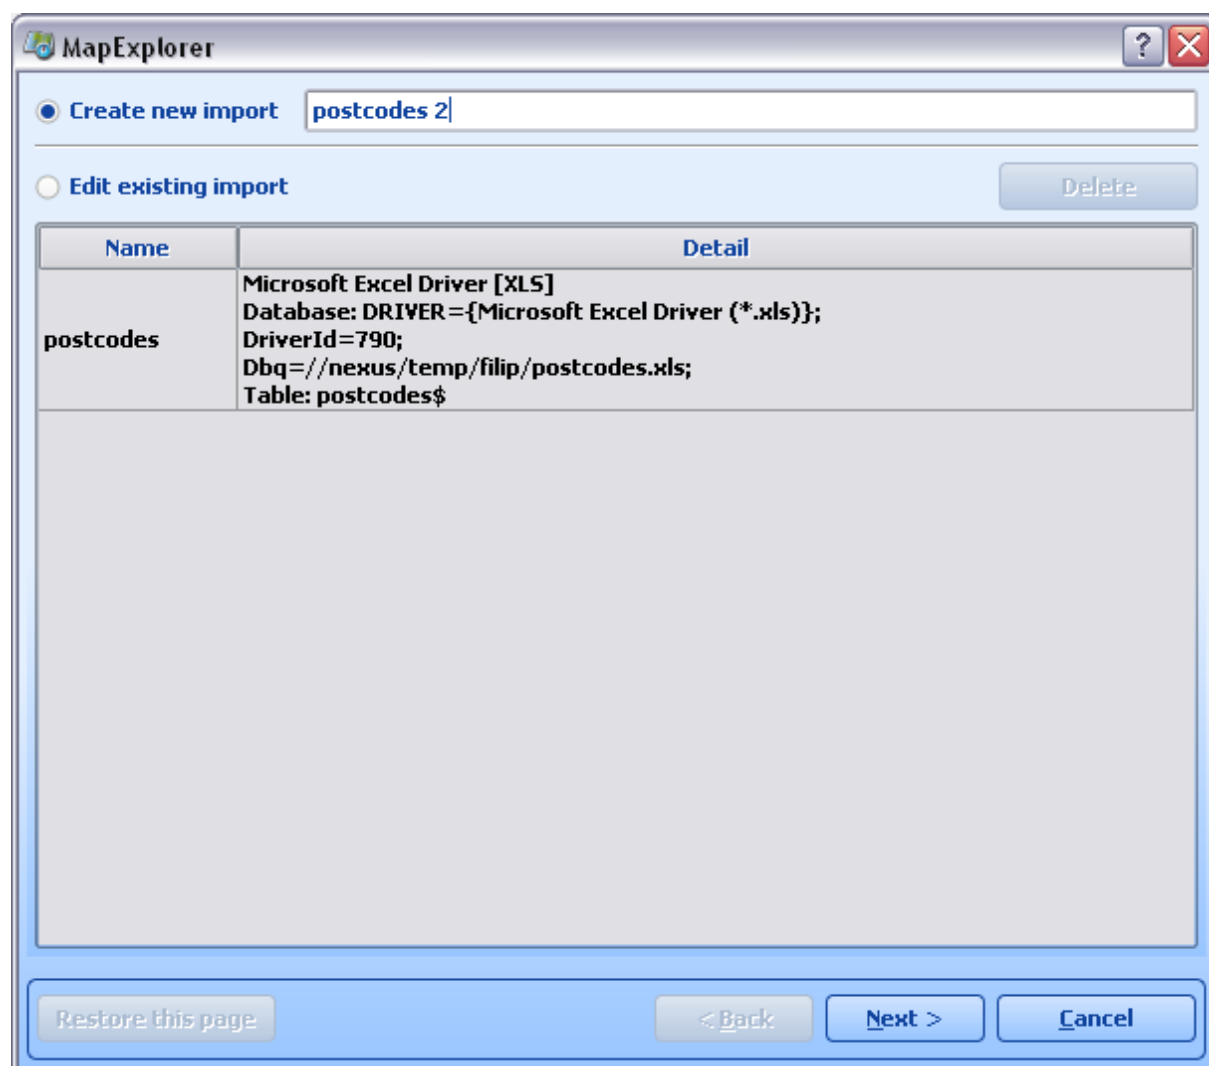 MapExplorer
?
Create new import postcodes 2
Edit existing import Delete
Name Detail
postcodes
Microsoft Excel Driver [XLS]
Database: DRIVER={Microsoft Excel Driver (*.xls)};
DriverId=790;
Dbq=//nexus/temp/filip/postcodes.xls;
Table: postcodes$
Restore this page < Back Next > Cancel